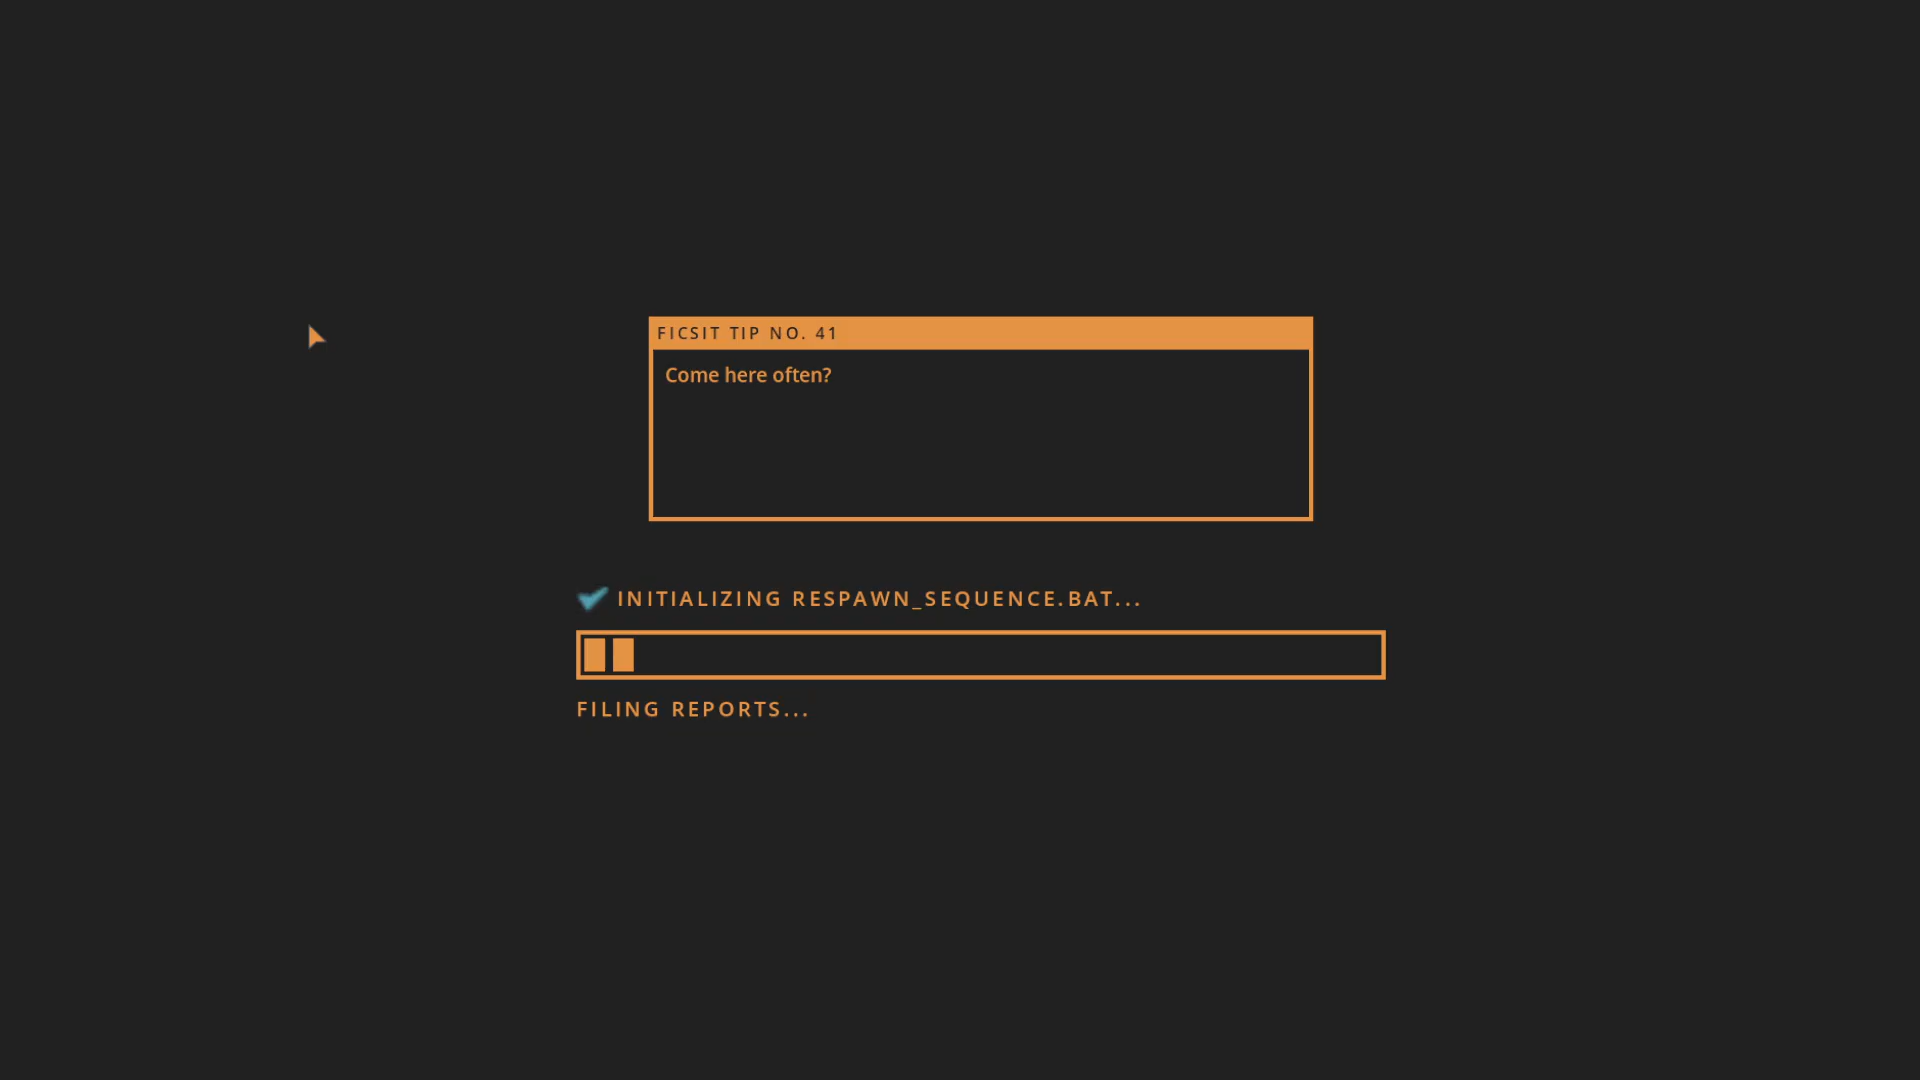 FICSIT TIP NO. 41
Come here often?
INITIALIZING RESPAWN_SEQUENCE.BAT...
FILING REPORTS...